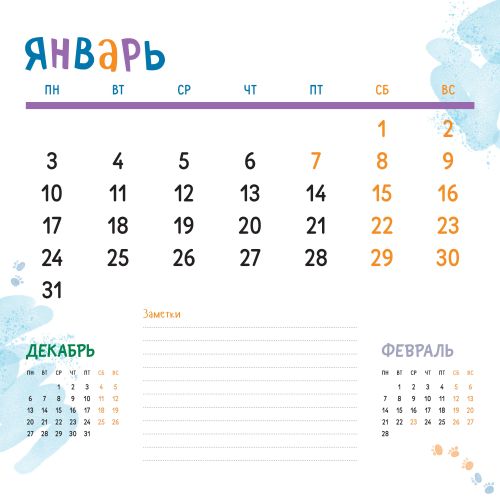 ЯНВАРЬ
ПН ВТ СР ЧТ ПТ СБ ВС
1 2
3 4 5 6 7 8 9
10 11 12 13 14 15 16
17 18 19 20 21 22 23
24 25 26 27 28 29 30
31
Заметки
ДЕКАБРЬ
ПН ВТ СР ЧТ ПТ СБ ВС
1 2 3 4 5
6 7 8 9 10 11 12
13 14 15 16 17 18 19
20 21 22 23 24 25 26
27 28 29 30 31
ФЕВРАЛЬ
ПН ВТ СР ЧТ ПТ СБ ВС
1 2 3 4 5 6
7 8 9 10 11 12 13
14 15 16 17 18 19 20
21 22 23 24 25 26 27
28